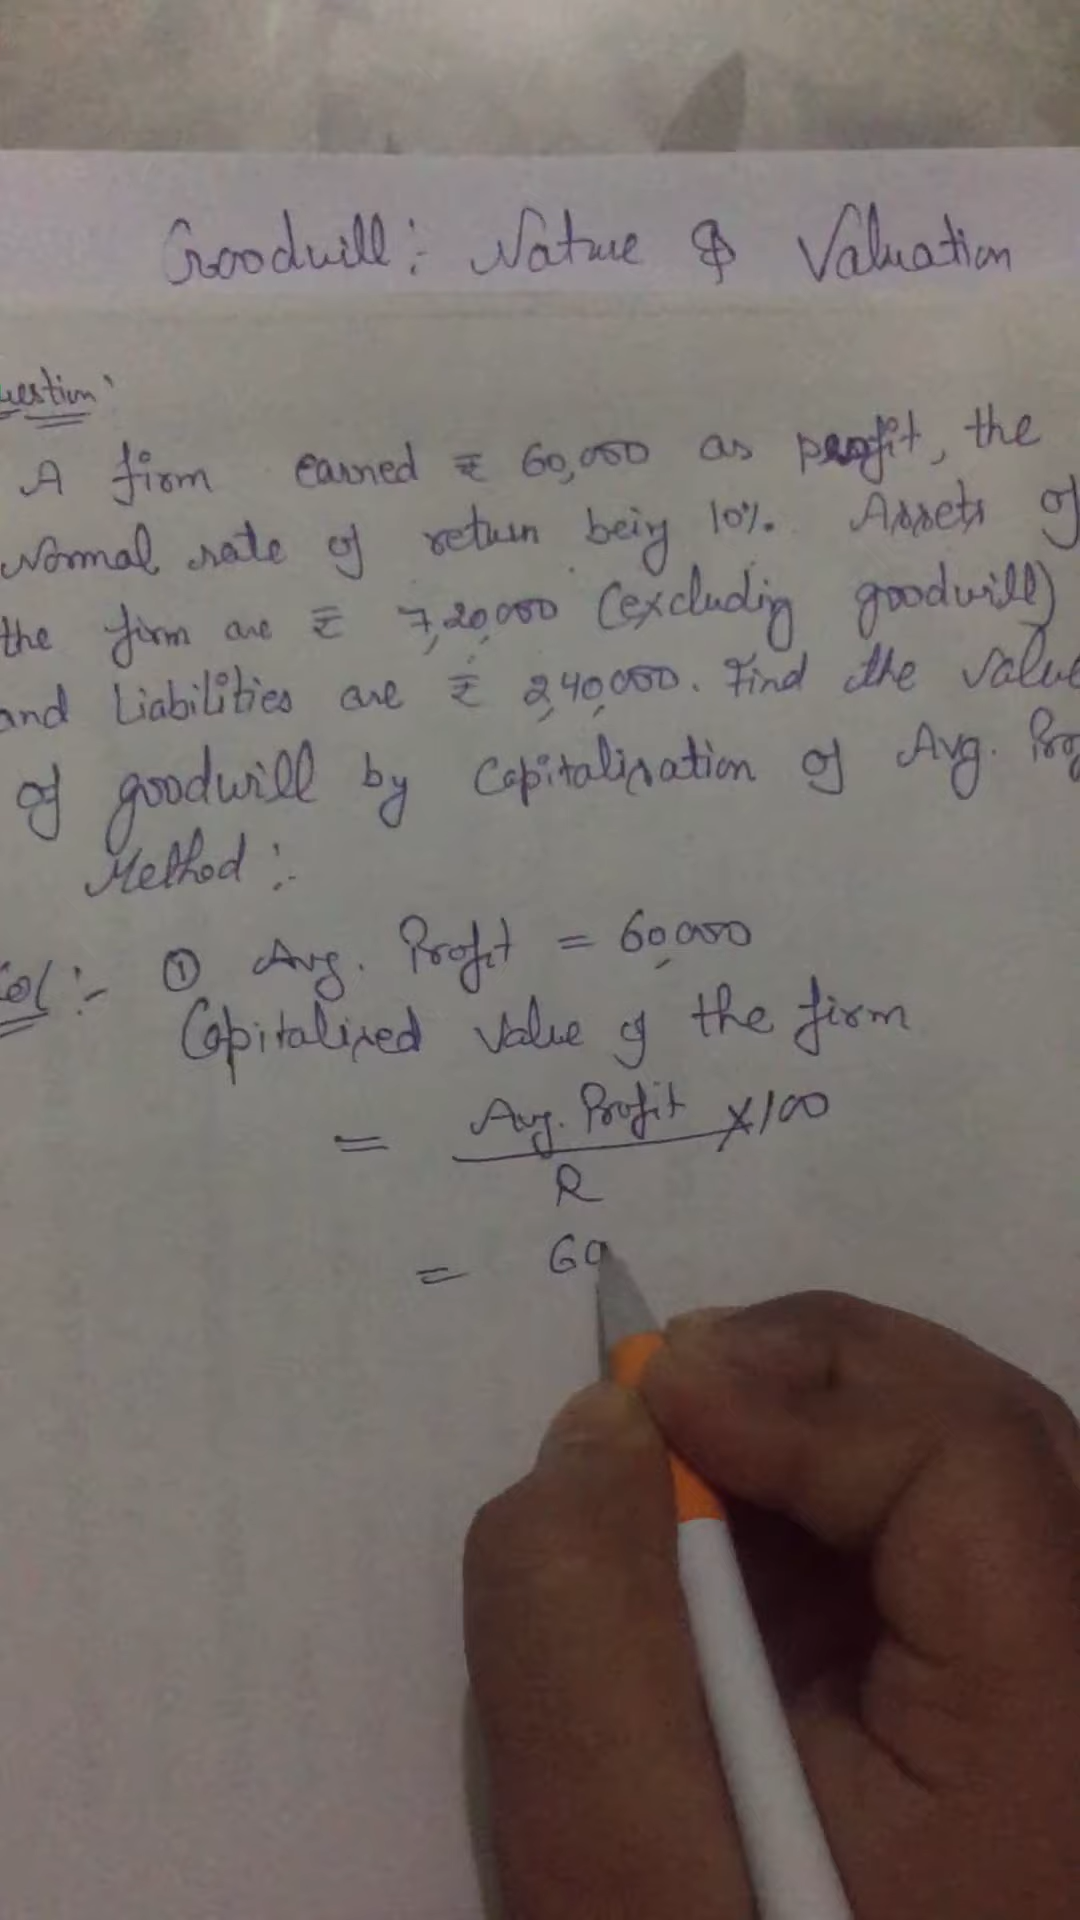 Goodwill:- Nature & Valuation
uestion:
A firm earned ₹ 60,000 as profit, the
Normal rate of return being 10%. Assets of
the firm are ₹ 7,20,000 (excluding goodwill)
and Liabilities are ₹ 2,40,000. Find the value
of goodwill by Capitalisation of Avg. Prof
Method :-
Sol:- ① Avg. Profit = 60,000
Capitalised Value of the firm
= Avg. Profit / R ×100
= 60